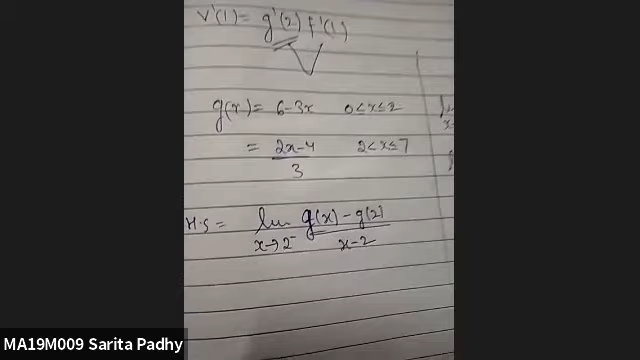 v'(1) = g'(2) f'(1)
g(x) = 6-3x 0<x≤2
= 2x-4 / 3 2<x≤7
H.S = lim x→2⁻ g(x) - g(2) / x-2
MA19M009 Sarita Padhy